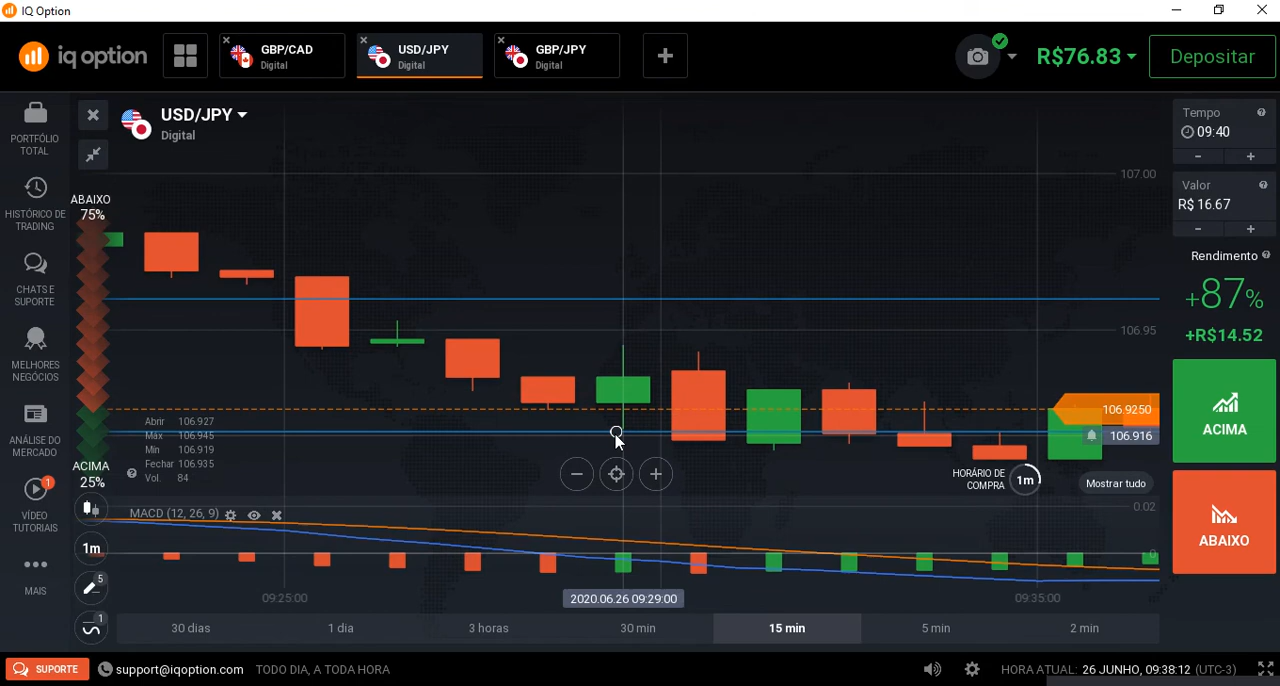 IQ Option
iq option
GBP/CAD
Digital
USD/JPY
Digital
GBP/JPY
Digital
R$76.83
Depositar
PORTFÓLIO
TOTAL
HISTÓRICO DE
TRADING
CHATS E
SUPORTE
MELHORES
NEGÓCIOS
ANÁLISE DO
MERCADO
1
VÍDEO
TUTORIAIS
MAIS
USD/JPY
Digital
ABAIXO
75%
ACIMA
25%
107.00
106.95
106.9250
106.916
Abrir 106.927
Máx 106.945
Mín 106.919
Fechar 106.935
Vol. 84
HORÁRIO DE
COMPRA
1m
Mostrar tudo
MACD (12, 26, 9)
0.02
0
1m
5
1
09:25:00
2020.06.26 09:29:00
09:35:00
30 dias
1 dia
3 horas
30 min
15 min
5 min
2 min
Tempo
09:40
- +
Valor
R$ 16.67
- +
Rendimento
+87%
+R$14.52
ACIMA
ABAIXO
SUPORTE
support@iqoption.com
TODO DIA, A TODA HORA
HORA ATUAL: 26 JUNHO, 09:38:12 (UTC-3)